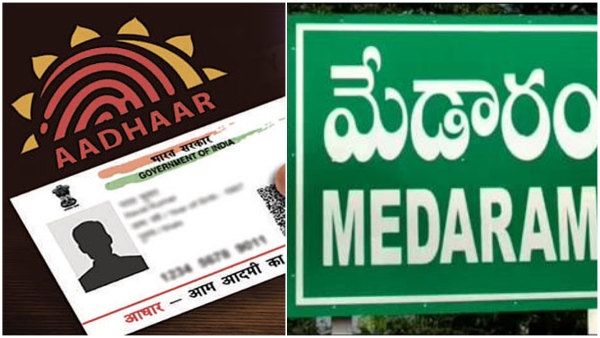 AADHAAR
भारत सरकार
GOVERNMENT OF INDIA
1234 5678 9011
आधार – आम आदमी का
మేడారం
MEDARAM